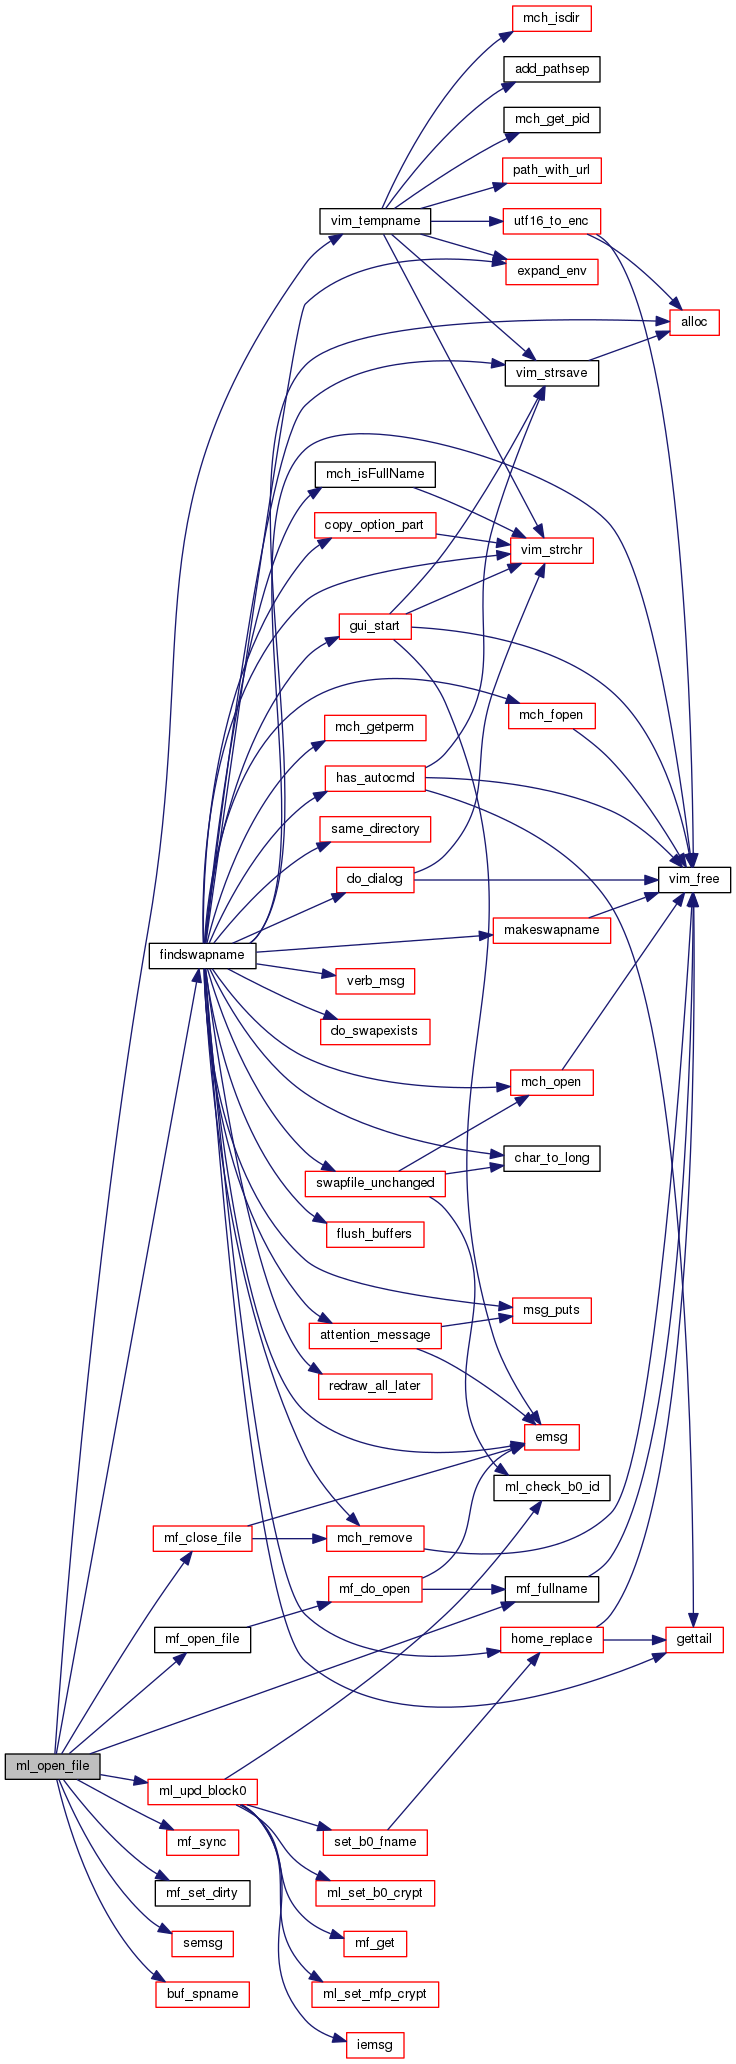 mch_isdir
add_pathsep
mch_get_pid
path_with_url
vim_tempname
utf16_to_enc
expand_env
alloc
vim_strsave
mch_isFullName
copy_option_part
vim_strchr
gui_start
mch_fopen
mch_getperm
has_autocmd
same_directory
do_dialog
vim_free
makeswapname
findswapname
verb_msg
do_swapexists
mch_open
char_to_long
swapfile_unchanged
flush_buffers
msg_puts
attention_message
redraw_all_later
emsg
ml_check_b0_id
mf_close_file
mch_remove
mf_do_open
mf_fullname
mf_open_file
home_replace
gettail
ml_open_file
ml_upd_block0
mf_sync
set_b0_fname
mf_set_dirty
ml_set_b0_crypt
semsg
mf_get
buf_spname
ml_set_mfp_crypt
iemsg